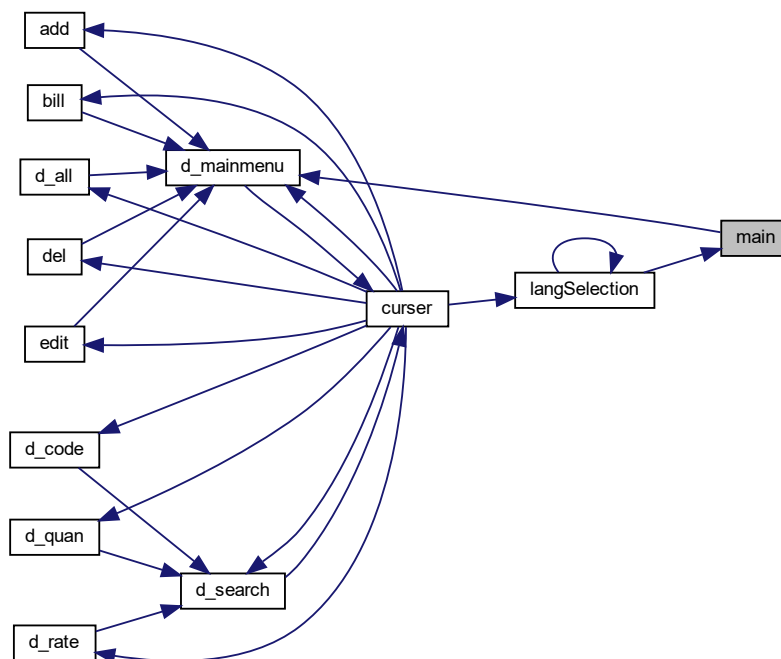 add
bill
d_mainmenu
d_all
main
del
langSelection
curser
edit
d_code
d_quan
d_search
d_rate